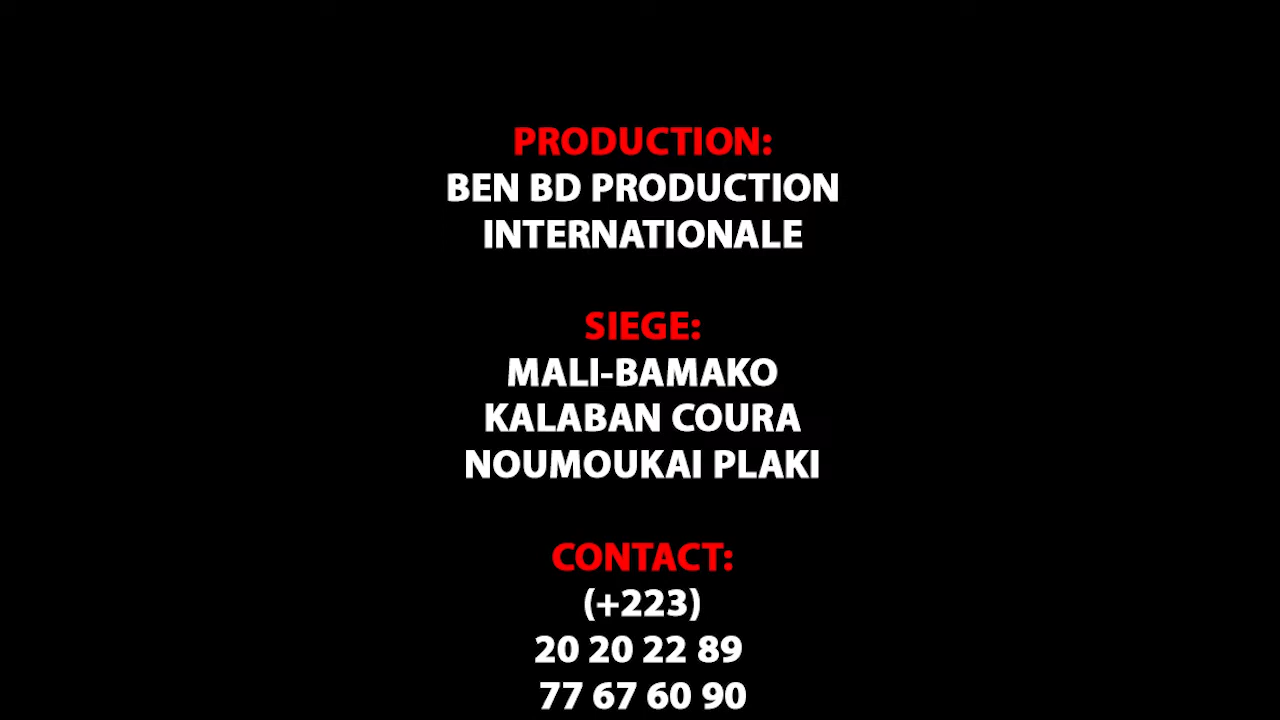 PRODUCTION:
BEN BD PRODUCTION
INTERNATIONALE
SIEGE:
MALI-BAMAKO
KALABAN COURA
NOUMOUKAI PLAKI
CONTACT:
(+223)
20 20 22 89
77 67 60 90